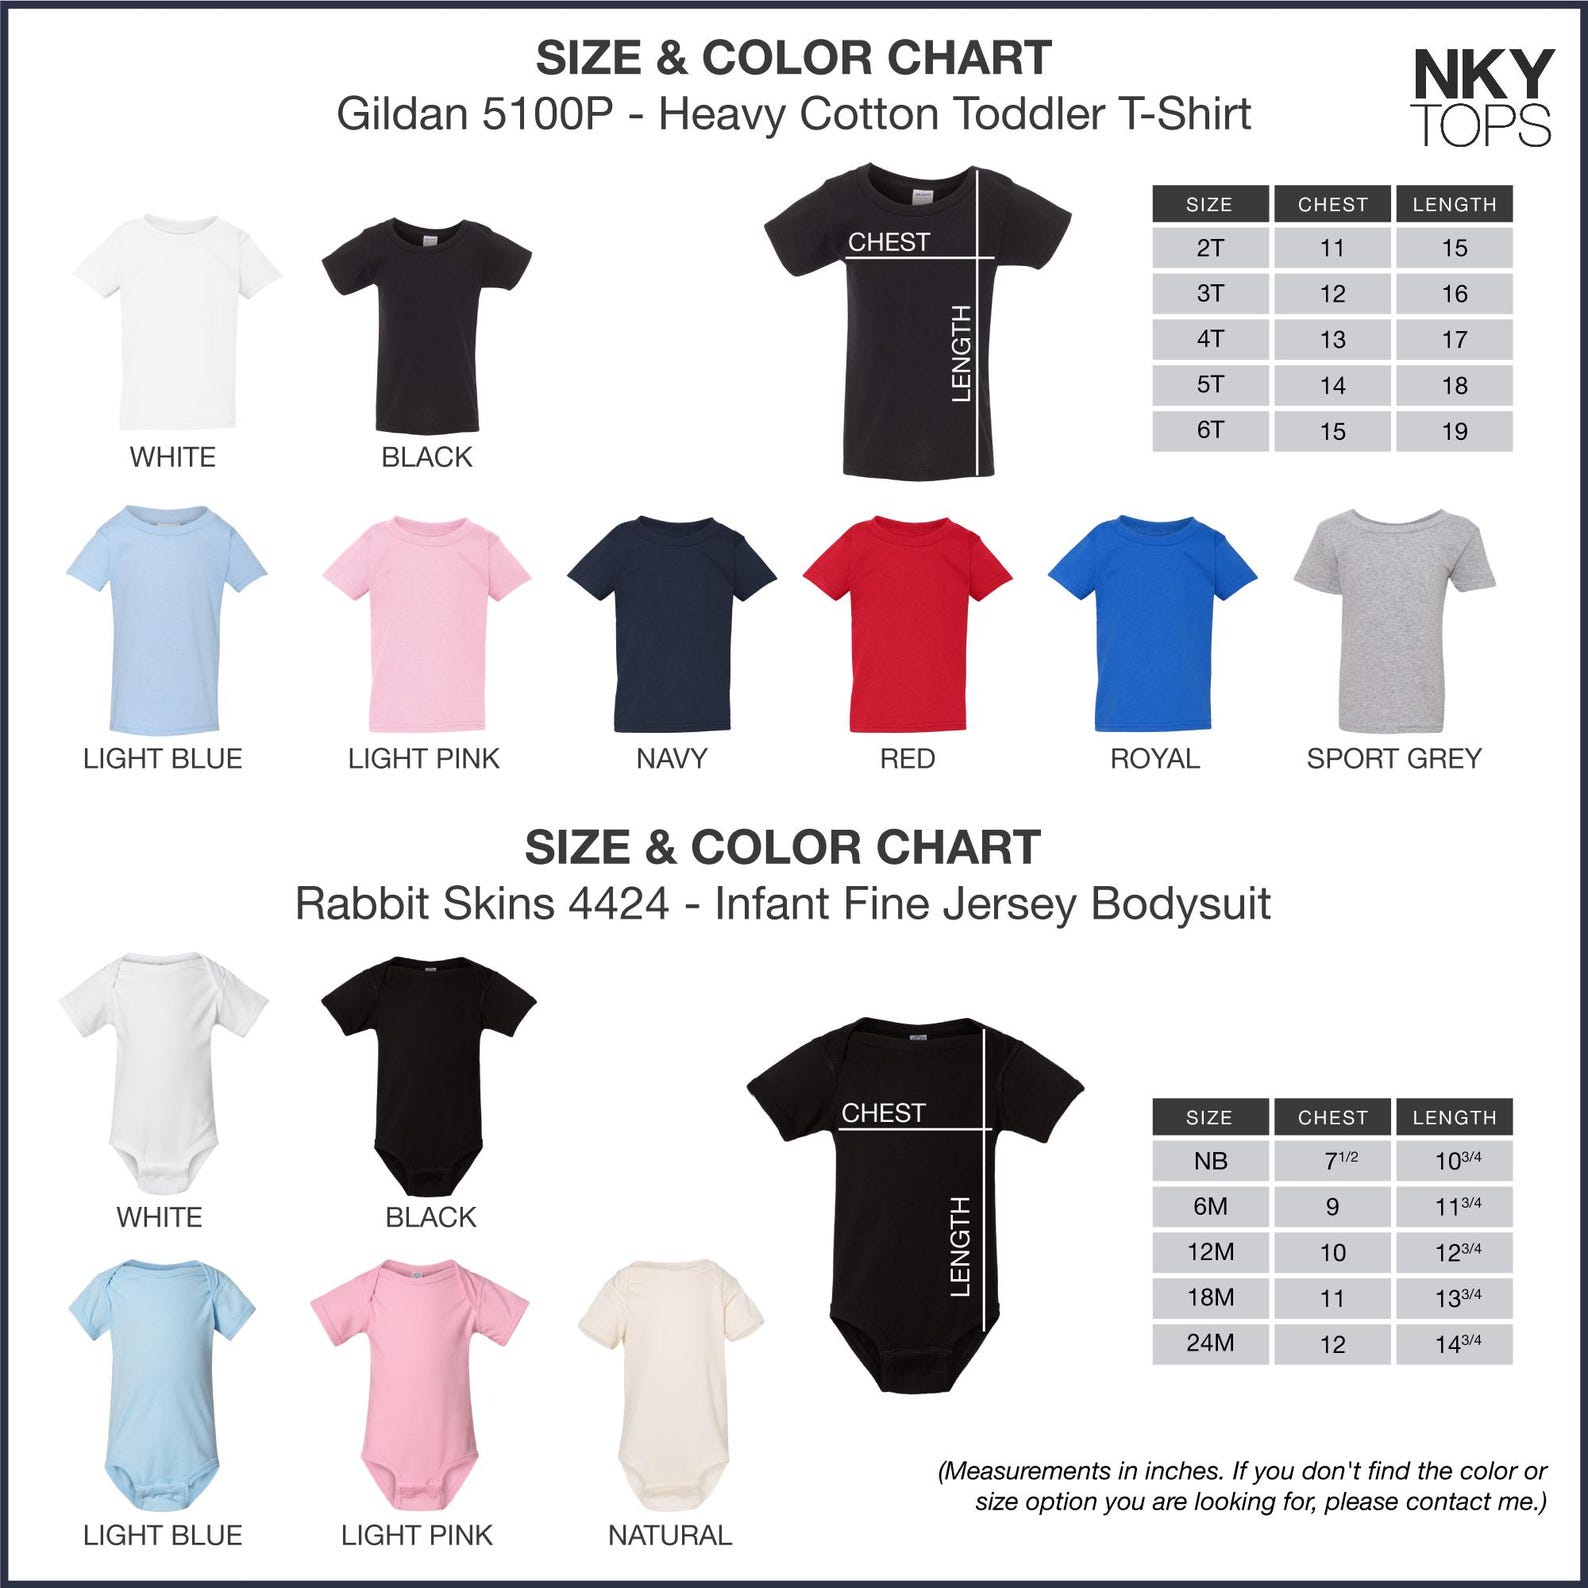 SIZE & COLOR CHART
Gildan 5100P - Heavy Cotton Toddler T-Shirt
NKY
TOPS
CHEST
LENGTH
SIZE CHEST LENGTH
2T 11 15
3T 12 16
4T 13 17
5T 14 18
6T 15 19
WHITE BLACK
LIGHT BLUE LIGHT PINK NAVY RED ROYAL SPORT GREY
SIZE & COLOR CHART
Rabbit Skins 4424 - Infant Fine Jersey Bodysuit
CHEST
LENGTH
SIZE CHEST LENGTH
NB 7 1/2 10 3/4
6M 9 11 3/4
12M 10 12 3/4
18M 11 13 3/4
24M 12 14 3/4
WHITE BLACK
LIGHT BLUE LIGHT PINK NATURAL
(Measurements in inches. If you don't find the color or
size option you are looking for, please contact me.)